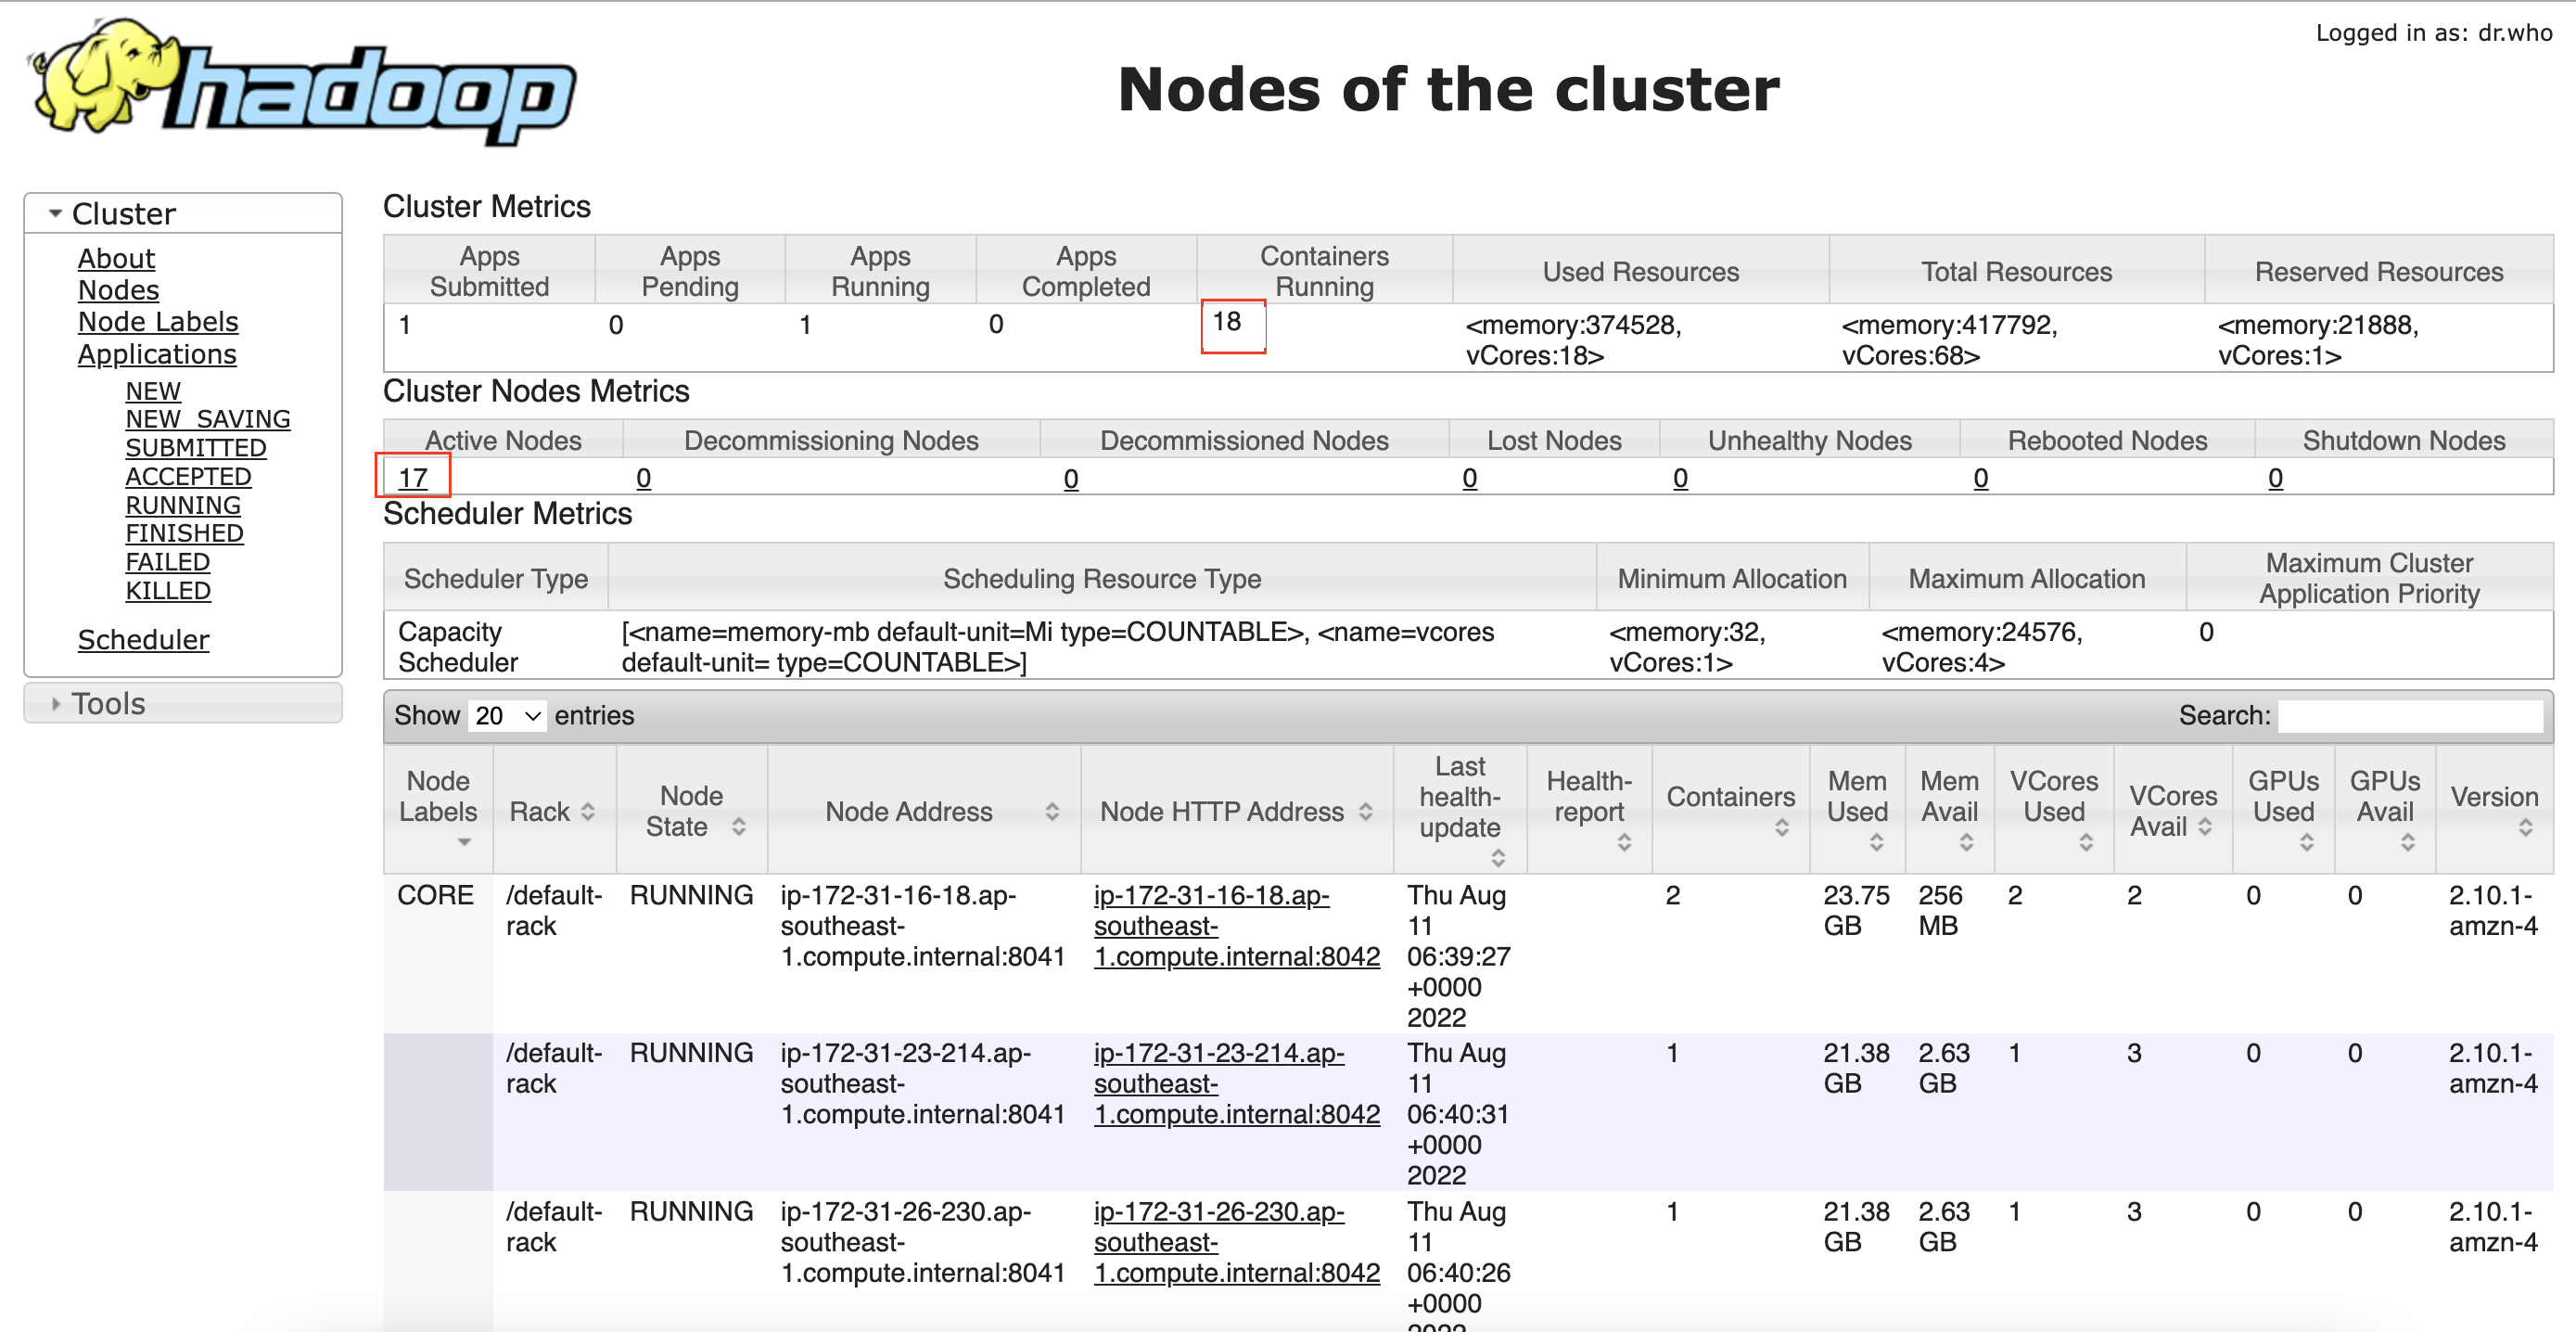 Logged in as: dr.who
hadoop
Nodes of the cluster
Cluster
About
Nodes
Node Labels
Applications
NEW
NEW_SAVING
SUBMITTED
ACCEPTED
RUNNING
FINISHED
FAILED
KILLED
Scheduler
Tools
Cluster Metrics
Apps Submitted Apps Pending Apps Running Apps Completed Containers Running Used Resources Total Resources Reserved Resources
1 0 1 0 18 <memory:374528, vCores:18> <memory:417792, vCores:68> <memory:21888, vCores:1>
Cluster Nodes Metrics
Active Nodes Decommissioning Nodes Decommissioned Nodes Lost Nodes Unhealthy Nodes Rebooted Nodes Shutdown Nodes
17 0 0 0 0 0 0
Scheduler Metrics
Scheduler Type Scheduling Resource Type Minimum Allocation Maximum Allocation Maximum Cluster Application Priority
Capacity Scheduler [<name=memory-mb default-unit=Mi type=COUNTABLE>, <name=vcores default-unit= type=COUNTABLE>] <memory:32, vCores:1> <memory:24576, vCores:4> 0
Show 20 entries Search:
Node Labels Rack Node State Node Address Node HTTP Address Last health-update Health-report Containers Mem Used Mem Avail VCores Used VCores Avail GPUs Used GPUs Avail Version
CORE /default-rack RUNNING ip-172-31-16-18.ap-southeast-1.compute.internal:8041 ip-172-31-16-18.ap-southeast-1.compute.internal:8042 Thu Aug 11 06:39:27 +0000 2022 2 23.75 GB 256 MB 2 2 0 0 2.10.1-amzn-4
/default-rack RUNNING ip-172-31-23-214.ap-southeast-1.compute.internal:8041 ip-172-31-23-214.ap-southeast-1.compute.internal:8042 Thu Aug 11 06:40:31 +0000 2022 1 21.38 GB 2.63 GB 1 3 0 0 2.10.1-amzn-4
/default-rack RUNNING ip-172-31-26-230.ap-southeast-1.compute.internal:8041 ip-172-31-26-230.ap-southeast-1.compute.internal:8042 Thu Aug 11 06:40:26 +0000 1 21.38 GB 2.63 GB 1 3 0 0 2.10.1-amzn-4